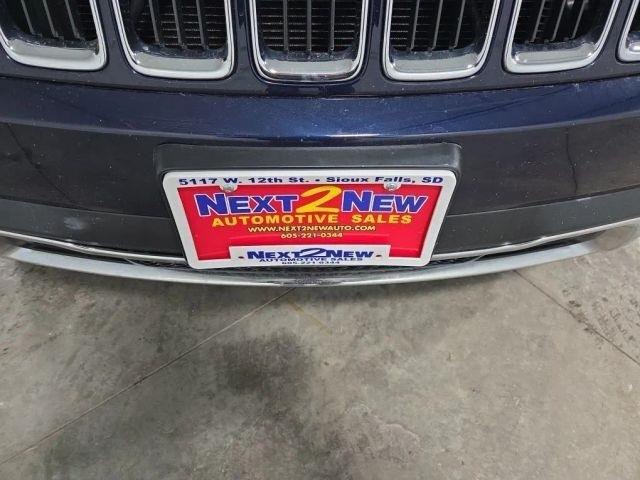 5117 W. 12th St. • Sioux Falls, SD
NEXT2NEW
AUTOMOTIVE SALES
WWW.NEXT2NEWAUTO.COM
605-221-0344
NEXT2NEW
AUTOMOTIVE SALES
605-221-0344